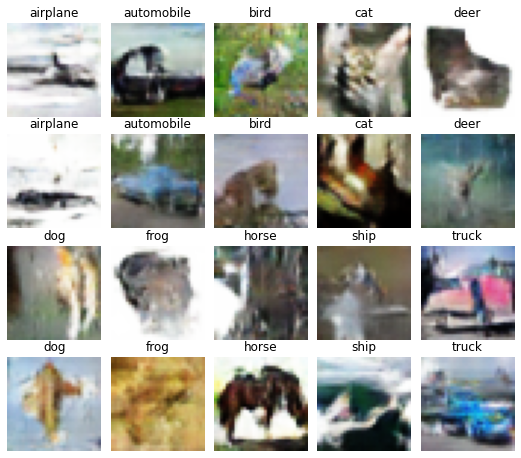 airplane automobile bird cat deer
airplane automobile bird cat deer
dog frog horse ship truck
dog frog horse ship truck